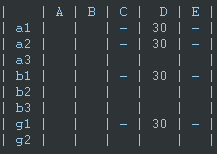 |    | A | B | C | D | E |
| a1 |   |   | – | 30 | – |
| a2 |   |   | – | 30 | – |
| a3 |   |   |   |    |   |
| b1 |   |   | – | 30 | – |
| b2 |   |   |   |    |   |
| b3 |   |   |   |    |   |
| g1 |   |   | – | 30 | – |
| g2 |   |   |   |    |   |